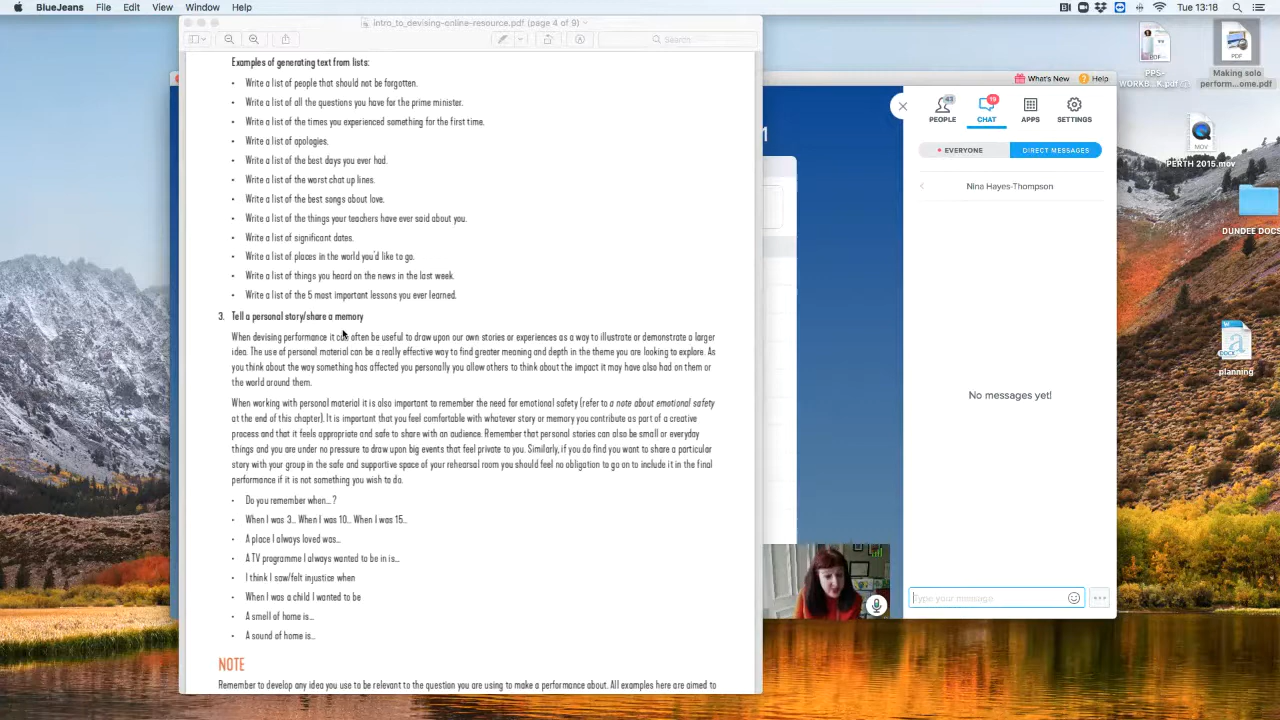 BlueJeans File Edit View Window Help
Tue 13:18
intro_to_devising-online-resource.pdf (page 4 of 9)
Search
Examples of generating text from lists:
• Write a list of people that should not be forgotten.
• Write a list of all the questions you have for the prime minister.
• Write a list of the times you experienced something for the first time.
• Write a list of apologies.
• Write a list of the best days you ever had.
• Write a list of the worst chat up lines.
• Write a list of the best songs about love.
• Write a list of the things your teachers have ever said about you.
• Write a list of significant dates.
• Write a list of places in the world you'd like to go.
• Write a list of things you heard on the news in the last week.
• Write a list of the 5 most important lessons you ever learned.
3. Tell a personal story/share a memory
When devising performance it can often be useful to draw upon our own stories or experiences as a way to illustrate or demonstrate a larger
idea. The use of personal material can be a really effective way to find greater meaning and depth in the theme you are looking to explore. As
you think about the way something has affected you personally you allow others to think about the impact it may have also had on them or
the world around them.
When working with personal material it is also important to remember the need for emotional safety (refer to a note about emotional safety
at the end of this chapter). It is important that you feel comfortable with whatever story or memory you contribute as part of a creative
process and that it feels appropriate and safe to share with an audience. Remember that personal stories can also be small or everyday
things and you are under no pressure to draw upon big events that feel private to you. Similarly, if you do find you want to share a particular
story with your group in the safe and supportive space of your rehearsal room you should feel no obligation to go on to include it in the final
performance if it is not something you wish to do.
• Do you remember when...?
• When I was 3... When I was 10... When I was 15...
• A place I always loved was...
• A TV programme I always wanted to be in is...
• I think I saw/felt injustice when
• When I was a child I wanted to be
• A smell of home is...
• A sound of home is...
NOTE
Remember to develop any idea you use to be relevant to the question you are using to make a performance about. All examples here are aimed to
1
What's New Help
43 19
PEOPLE CHAT APPS SETTINGS
EVERYONE DIRECT MESSAGES
Nina Hayes-Thompson
No messages yet!
Type your message
PDF
PPS-
WORKS...K.pdf
Making solo
perform...ome.pdf
MOV
PERTH 2015.mov
DUNDEE DOCS
W
a
DOCX
planning